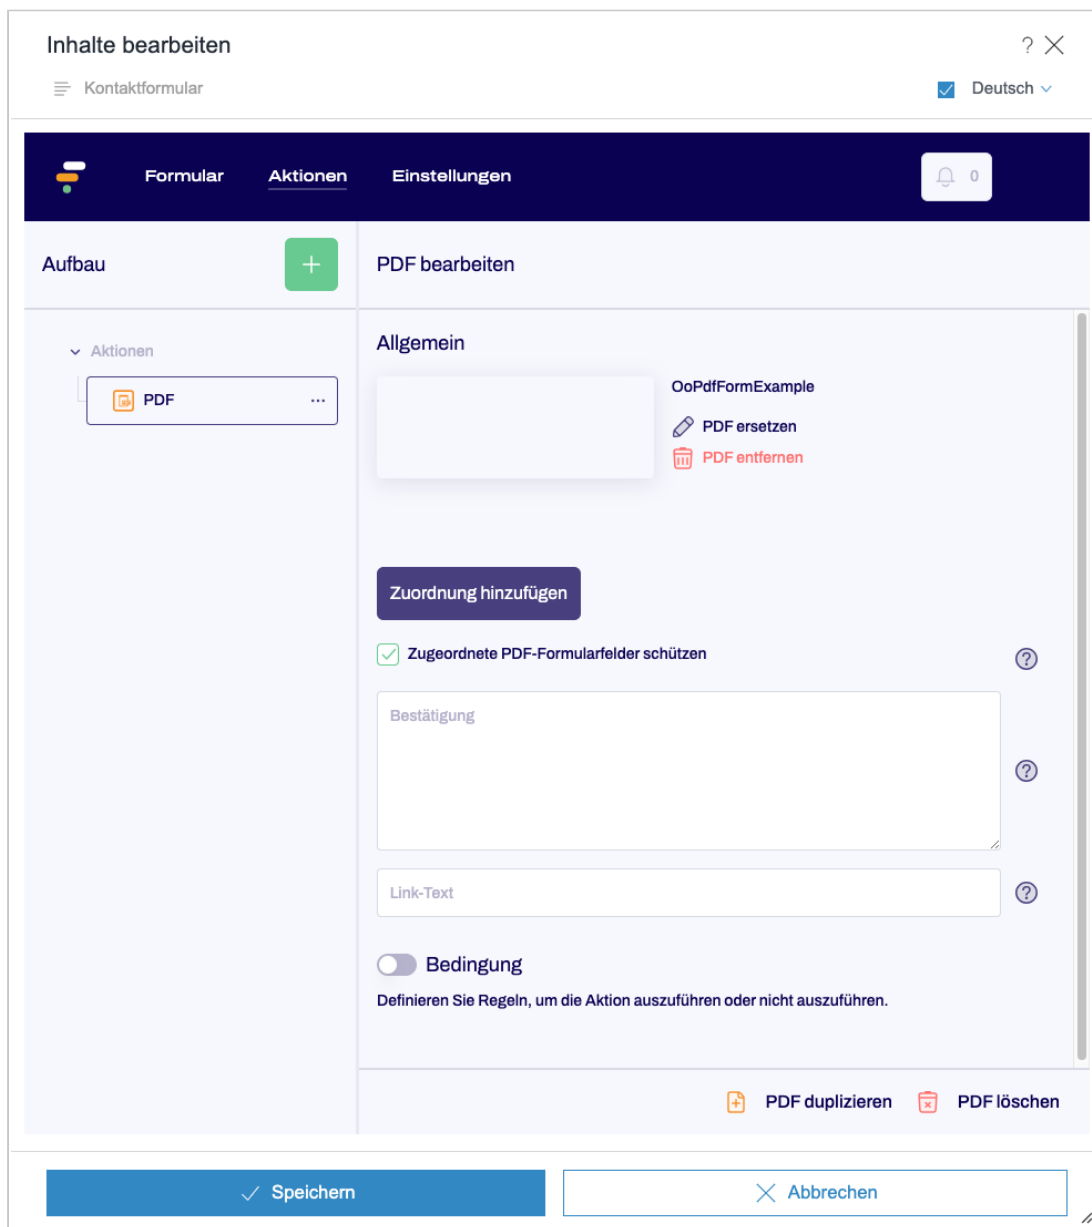 Inhalte bearbeiten
?
Kontaktformular
Deutsch
Formular Aktionen Einstellungen
0
Aufbau
+
PDF bearbeiten
Aktionen
PDF
...
Allgemein
OoPdfFormExample
PDF ersetzen
PDF entfernen
Zuordnung hinzufügen
Zugeordnete PDF-Formularfelder schützen
?
Bestätigung
?
Link-Text
?
Bedingung
Definieren Sie Regeln, um die Aktion auszuführen oder nicht auszuführen.
PDF duplizieren
PDF löschen
Speichern
Abbrechen